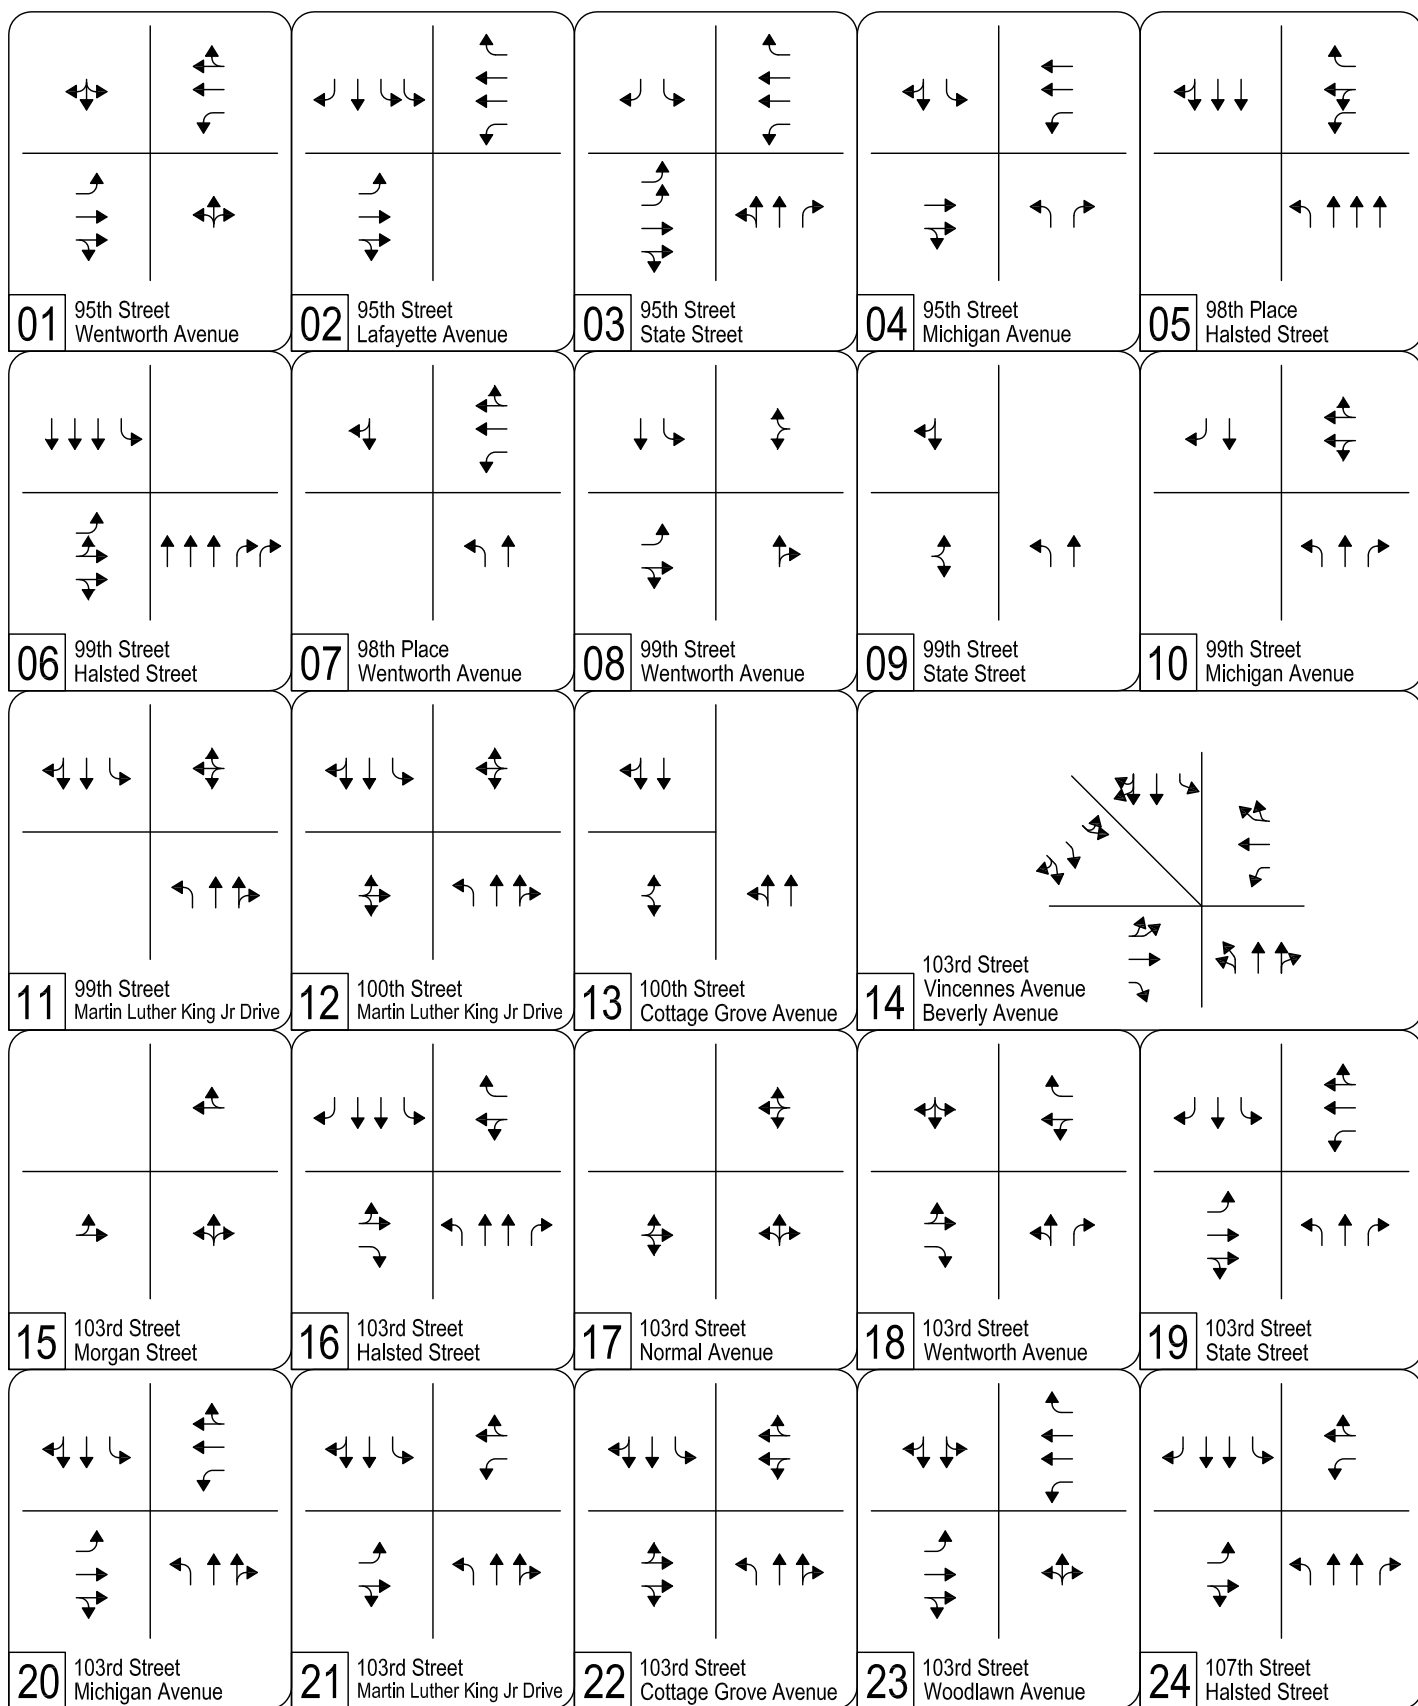 01
95th Street
Wentworth Avenue
02
95th Street
Lafayette Avenue
03
95th Street
State Street
04
95th Street
Michigan Avenue
05
98th Place
Halsted Street
06
99th Street
Halsted Street
07
98th Place
Wentworth Avenue
08
99th Street
Wentworth Avenue
09
99th Street
State Street
10
99th Street
Michigan Avenue
11
99th Street
Martin Luther King Jr Drive
12
100th Street
Martin Luther King Jr Drive
13
100th Street
Cottage Grove Avenue
14
103rd Street
Vincennes Avenue
Beverly Avenue
15
103rd Street
Morgan Street
16
103rd Street
Halsted Street
17
103rd Street
Normal Avenue
18
103rd Street
Wentworth Avenue
19
103rd Street
State Street
20
103rd Street
Michigan Avenue
21
103rd Street
Martin Luther King Jr Drive
22
103rd Street
Cottage Grove Avenue
23
103rd Street
Woodlawn Avenue
24
107th Street
Halsted Street